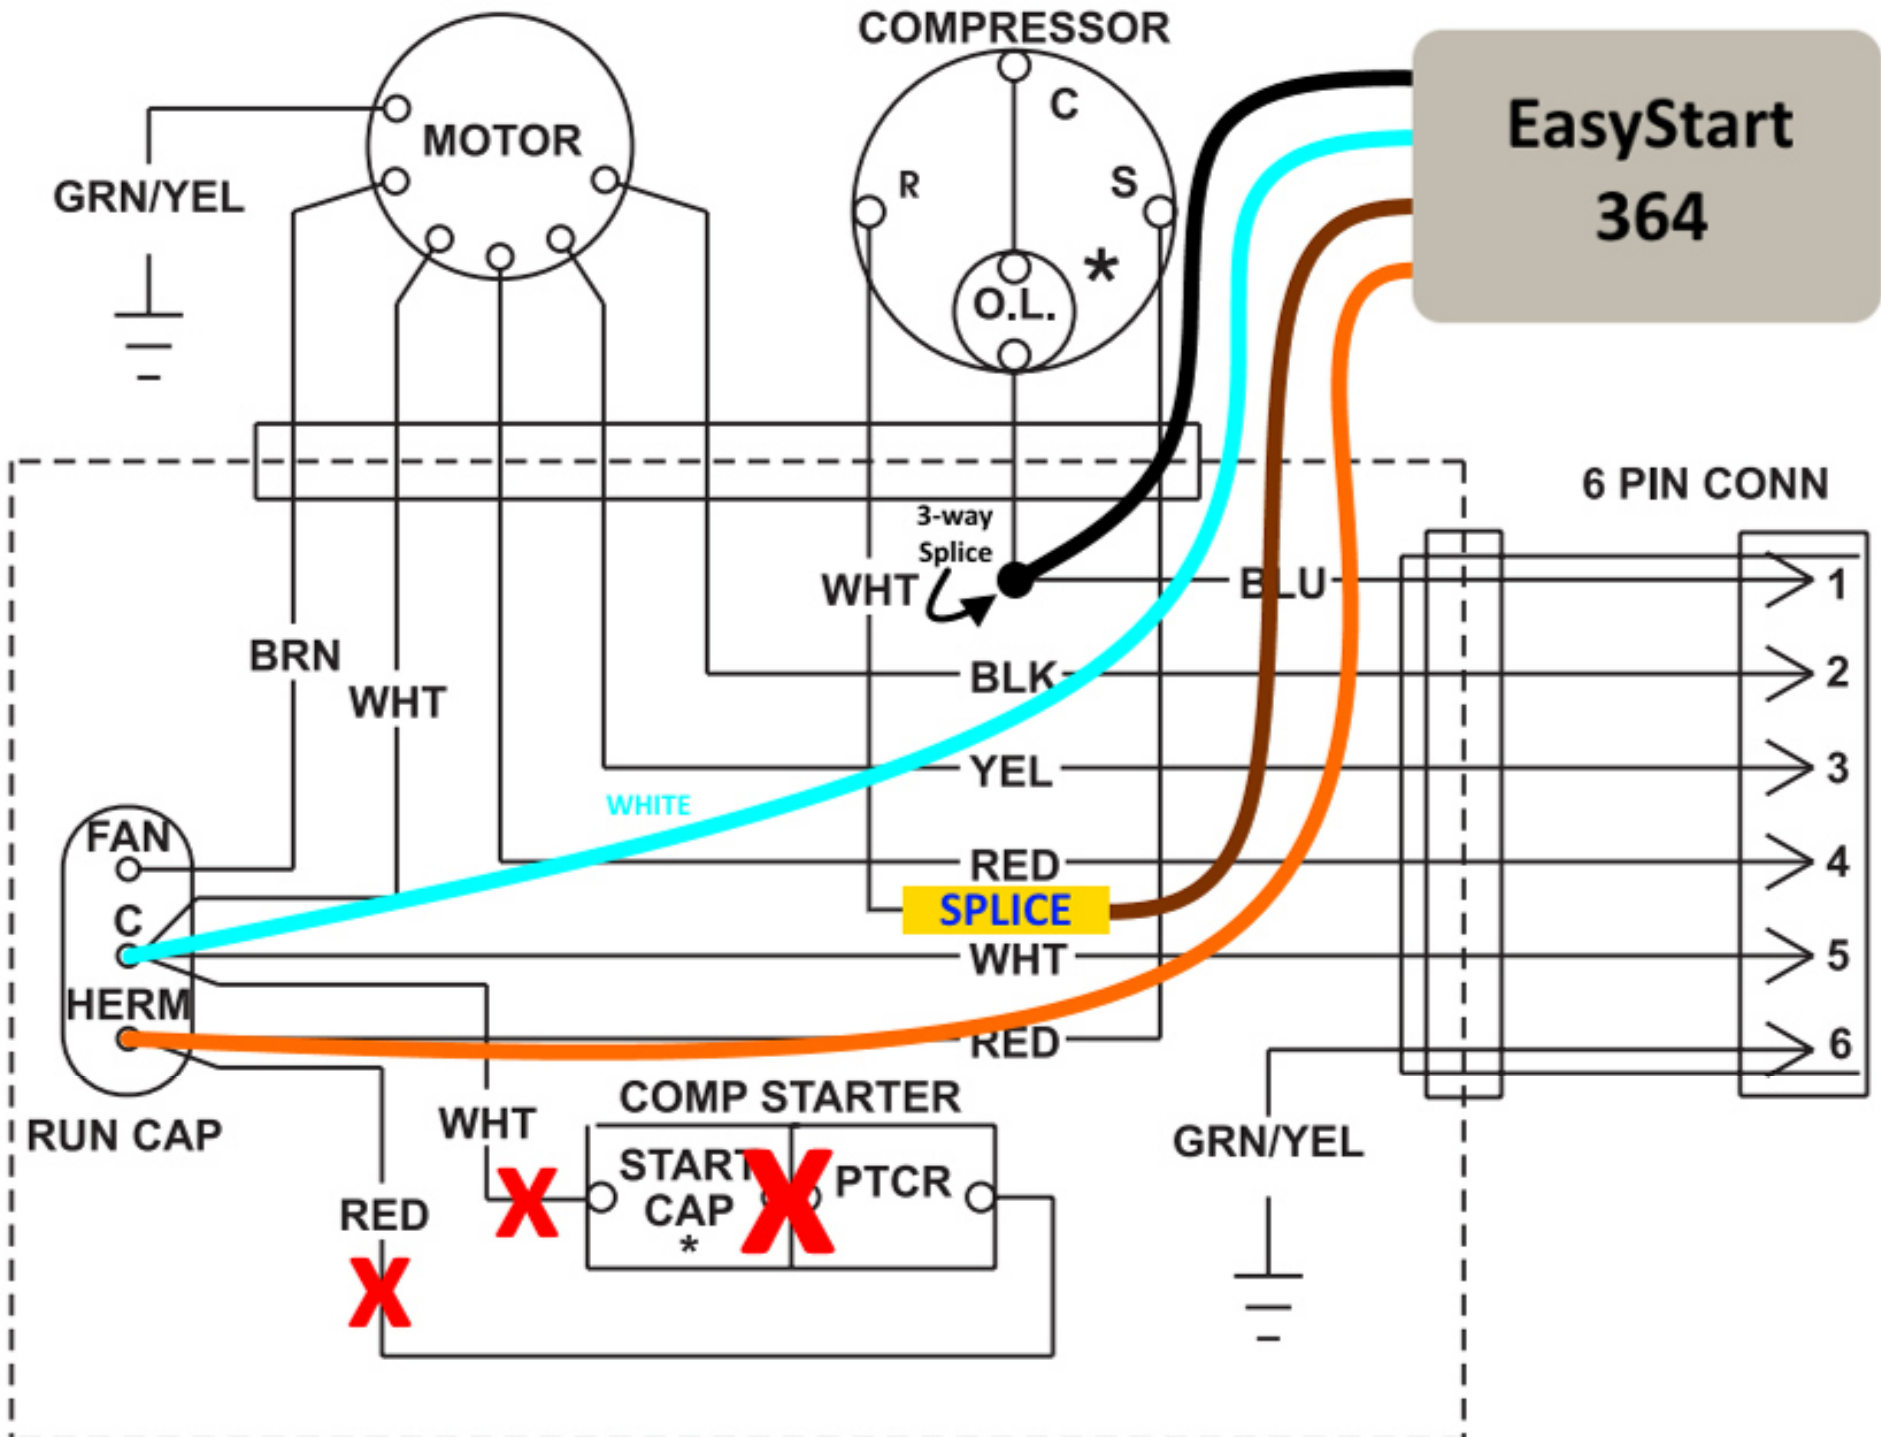 COMPRESSOR
C
MOTOR
R
S
*
O.L.
GRN/YEL
EasyStart
364
6 PIN CONN
3-way
Splice
WHT
BLU
1
BRN
WHT
BLK
2
YEL
3
WHITE
FAN
RED
4
C
SPLICE
WHT
5
HERM
RED
6
COMP STARTER
RUN CAP
WHT
GRN/YEL
START
CAP
*
PTCR
RED
X
X
X